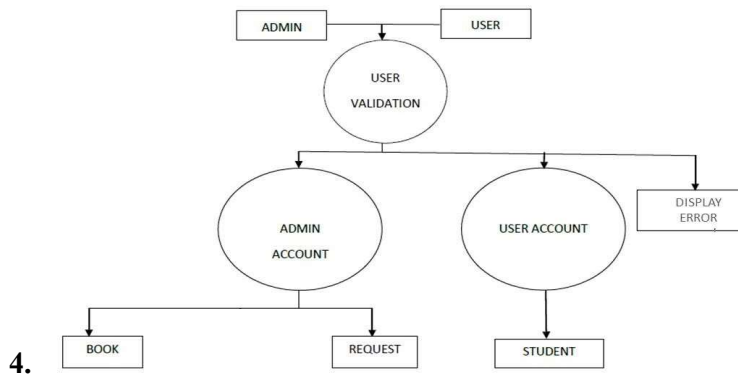 ADMIN
USER
USER
VALIDATION
ADMIN
ACCOUNT
USER ACCOUNT
DISPLAY
ERROR
BOOK
REQUEST
STUDENT
4.